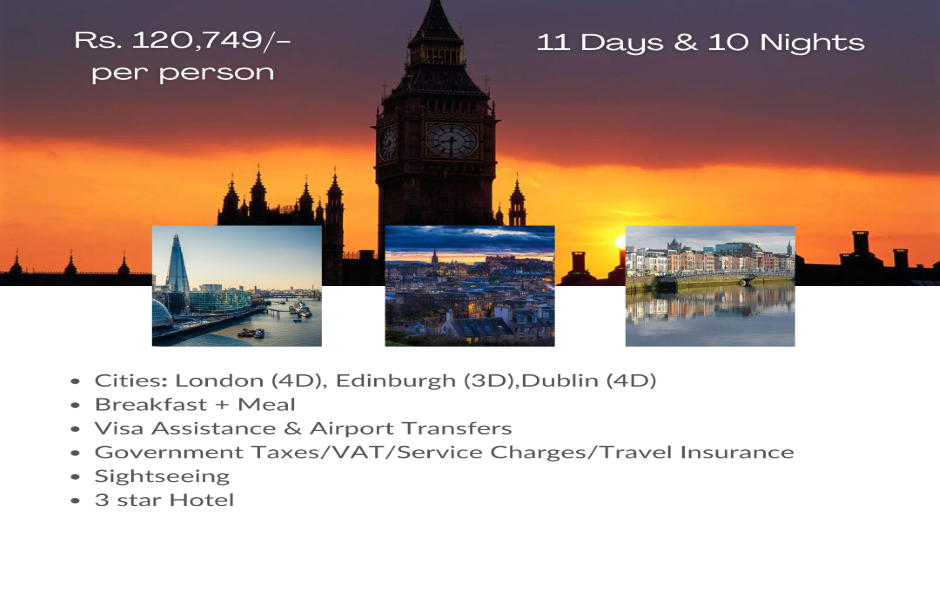 Rs. 120,749/-
per person
11 Days & 10 Nights
• Cities: London (4D), Edinburgh (3D),Dublin (4D)
• Breakfast + Meal
• Visa Assistance & Airport Transfers
• Government Taxes/VAT/Service Charges/Travel Insurance
• Sightseeing
• 3 star Hotel